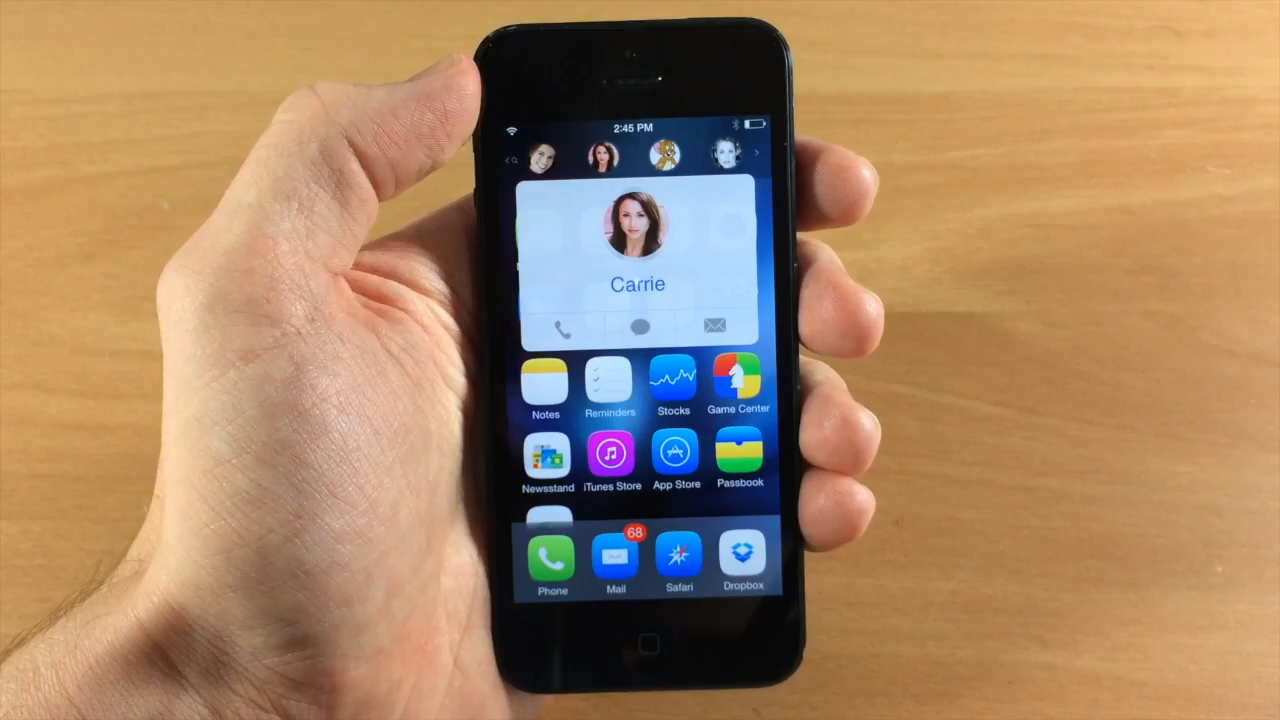 2:45 PM
Carrie
Notes Reminders Stocks Game Center
Newsstand iTunes Store App Store Passbook
68
Phone Mail Safari Dropbox